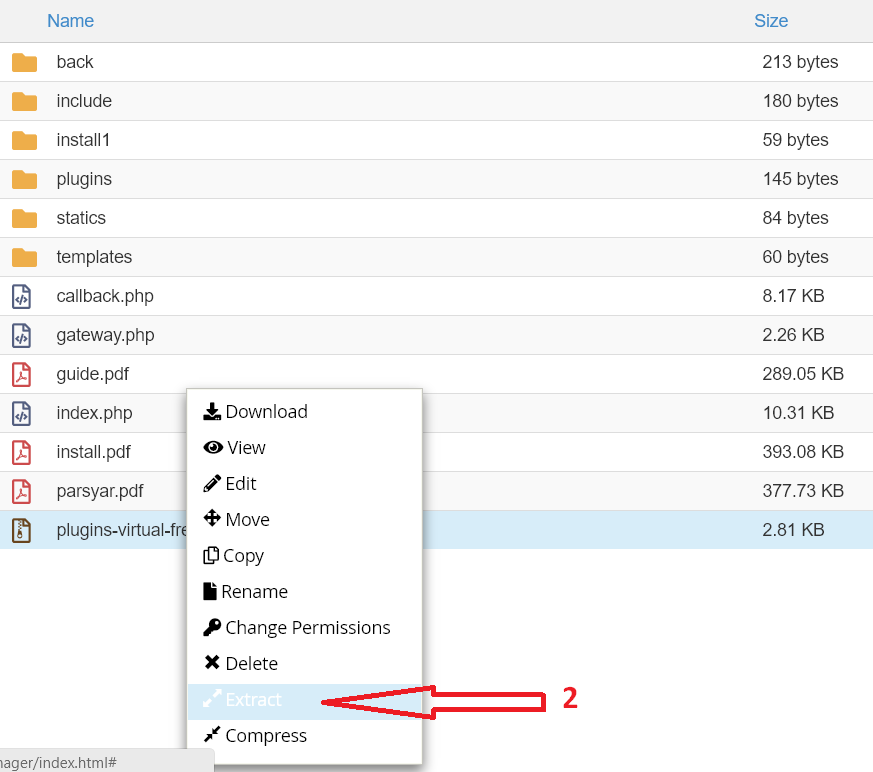 Name Size
back 213 bytes
include 180 bytes
install1 59 bytes
plugins 145 bytes
statics 84 bytes
templates 60 bytes
callback.php 8.17 KB
gateway.php 2.26 KB
guide.pdf 289.05 KB
index.php 10.31 KB
install.pdf 393.08 KB
parsyar.pdf 377.73 KB
plugins-virtual-fre 2.81 KB
Download
View
Edit
Move
Copy
Rename
Change Permissions
Delete
Extract 2
Compress
nager/index.html#